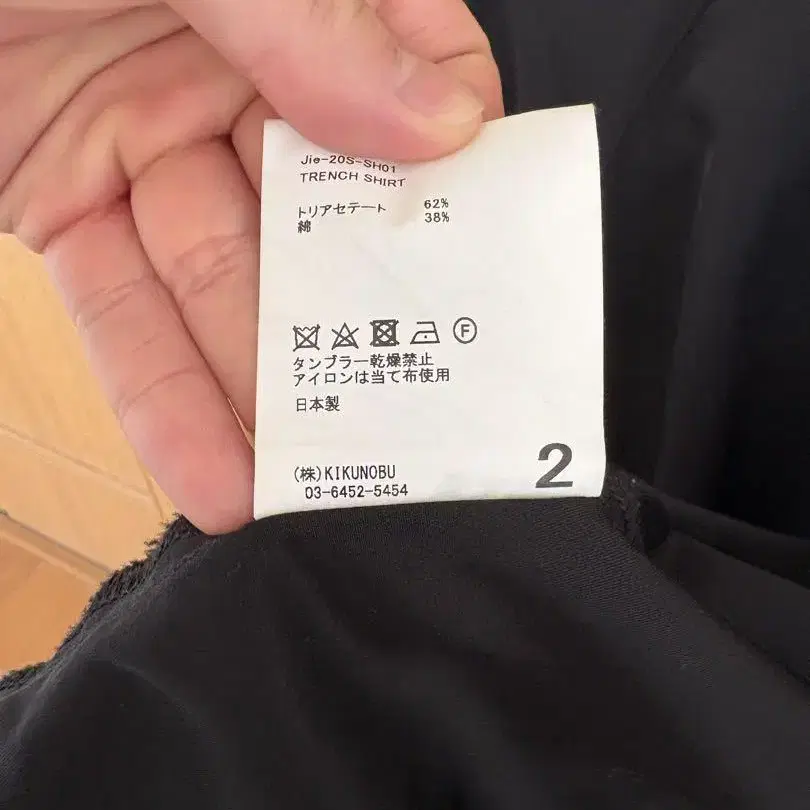 Jie-20S-SH01
TRENCH SHIRT
トリアセテート 62%
綿 38%
F
タンブラー乾燥禁止
アイロンは当て布使用
日本製
(株)KIKUNOBU
03-6452-5454
2